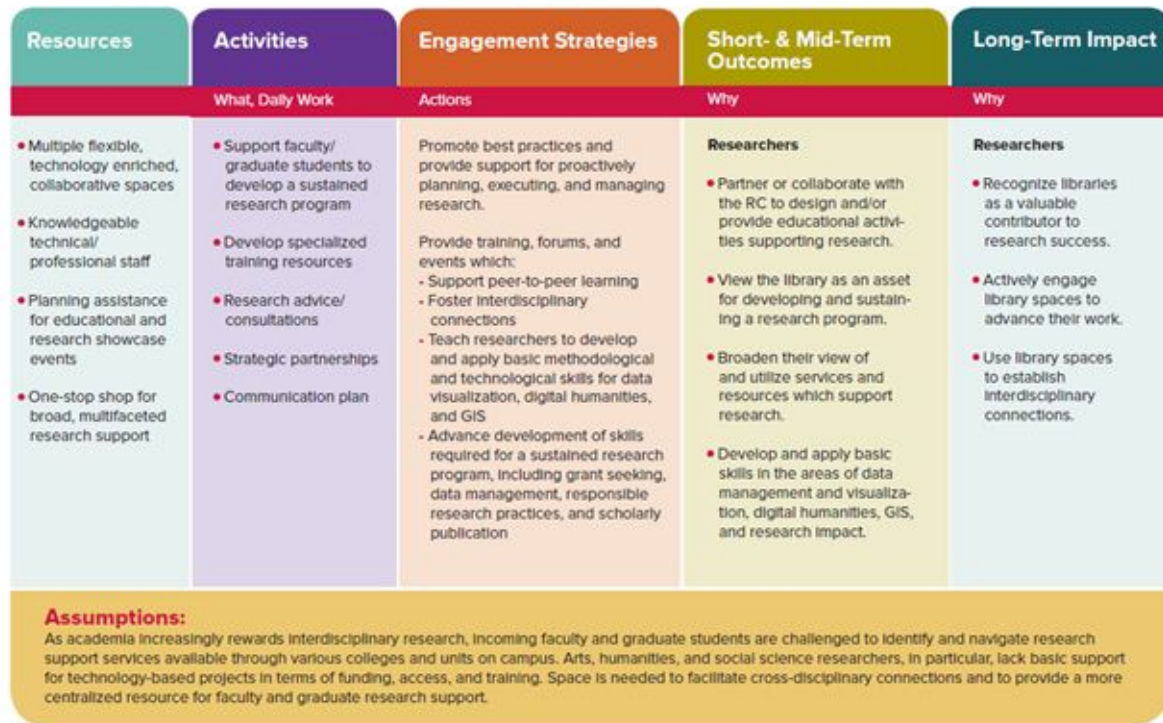 Resources
• Multiple flexible,
technology enriched,
collaborative spaces
• Knowledgeable
technical/
professional staff
• Planning assistance
for educational and
research showcase
events
• One-stop shop for
broad, multifaceted
research support
Activities
What, Daily Work
• Support faculty/
graduate students to
develop a sustained
research program
• Develop specialized
training resources
• Research advice/
consultations
• Strategic partnerships
• Communication plan
Engagement Strategies
Actions
Promote best practices and
provide support for proactively
planning, executing, and managing
research.
Provide training, forums, and
events which:
- Support peer-to-peer learning
- Foster interdisciplinary
connections
- Teach researchers to develop
and apply basic methodological
and technological skills for data
visualization, digital humanities,
and GIS
- Advance development of skills
required for a sustained research
program, including grant seeking,
data management, responsible
research practices, and scholarly
publication
Short- & Mid-Term
Outcomes
Why
Researchers
• Partner or collaborate with
the RC to design and/or
provide educational activi-
ties supporting research.
• View the library as an asset
for developing and sustain-
ing a research program.
• Broaden their view of
and utilize services and
resources which support
research.
• Develop and apply basic
skills in the areas of data
management and visualiza-
tion, digital humanities, GIS,
and research impact.
Long-Term Impact
Why
Researchers
• Recognize libraries
as a valuable
contributor to
research success.
• Actively engage
library spaces to
advance their work.
• Use library spaces
to establish
interdisciplinary
connections.
Assumptions:
As academia increasingly rewards interdisciplinary research, incoming faculty and graduate students are challenged to identify and navigate research
support services available through various colleges and units on campus. Arts, humanities, and social science researchers, in particular, lack basic support
for technology-based projects in terms of funding, access, and training. Space is needed to facilitate cross-disciplinary connections and to provide a more
centralized resource for faculty and graduate research support.